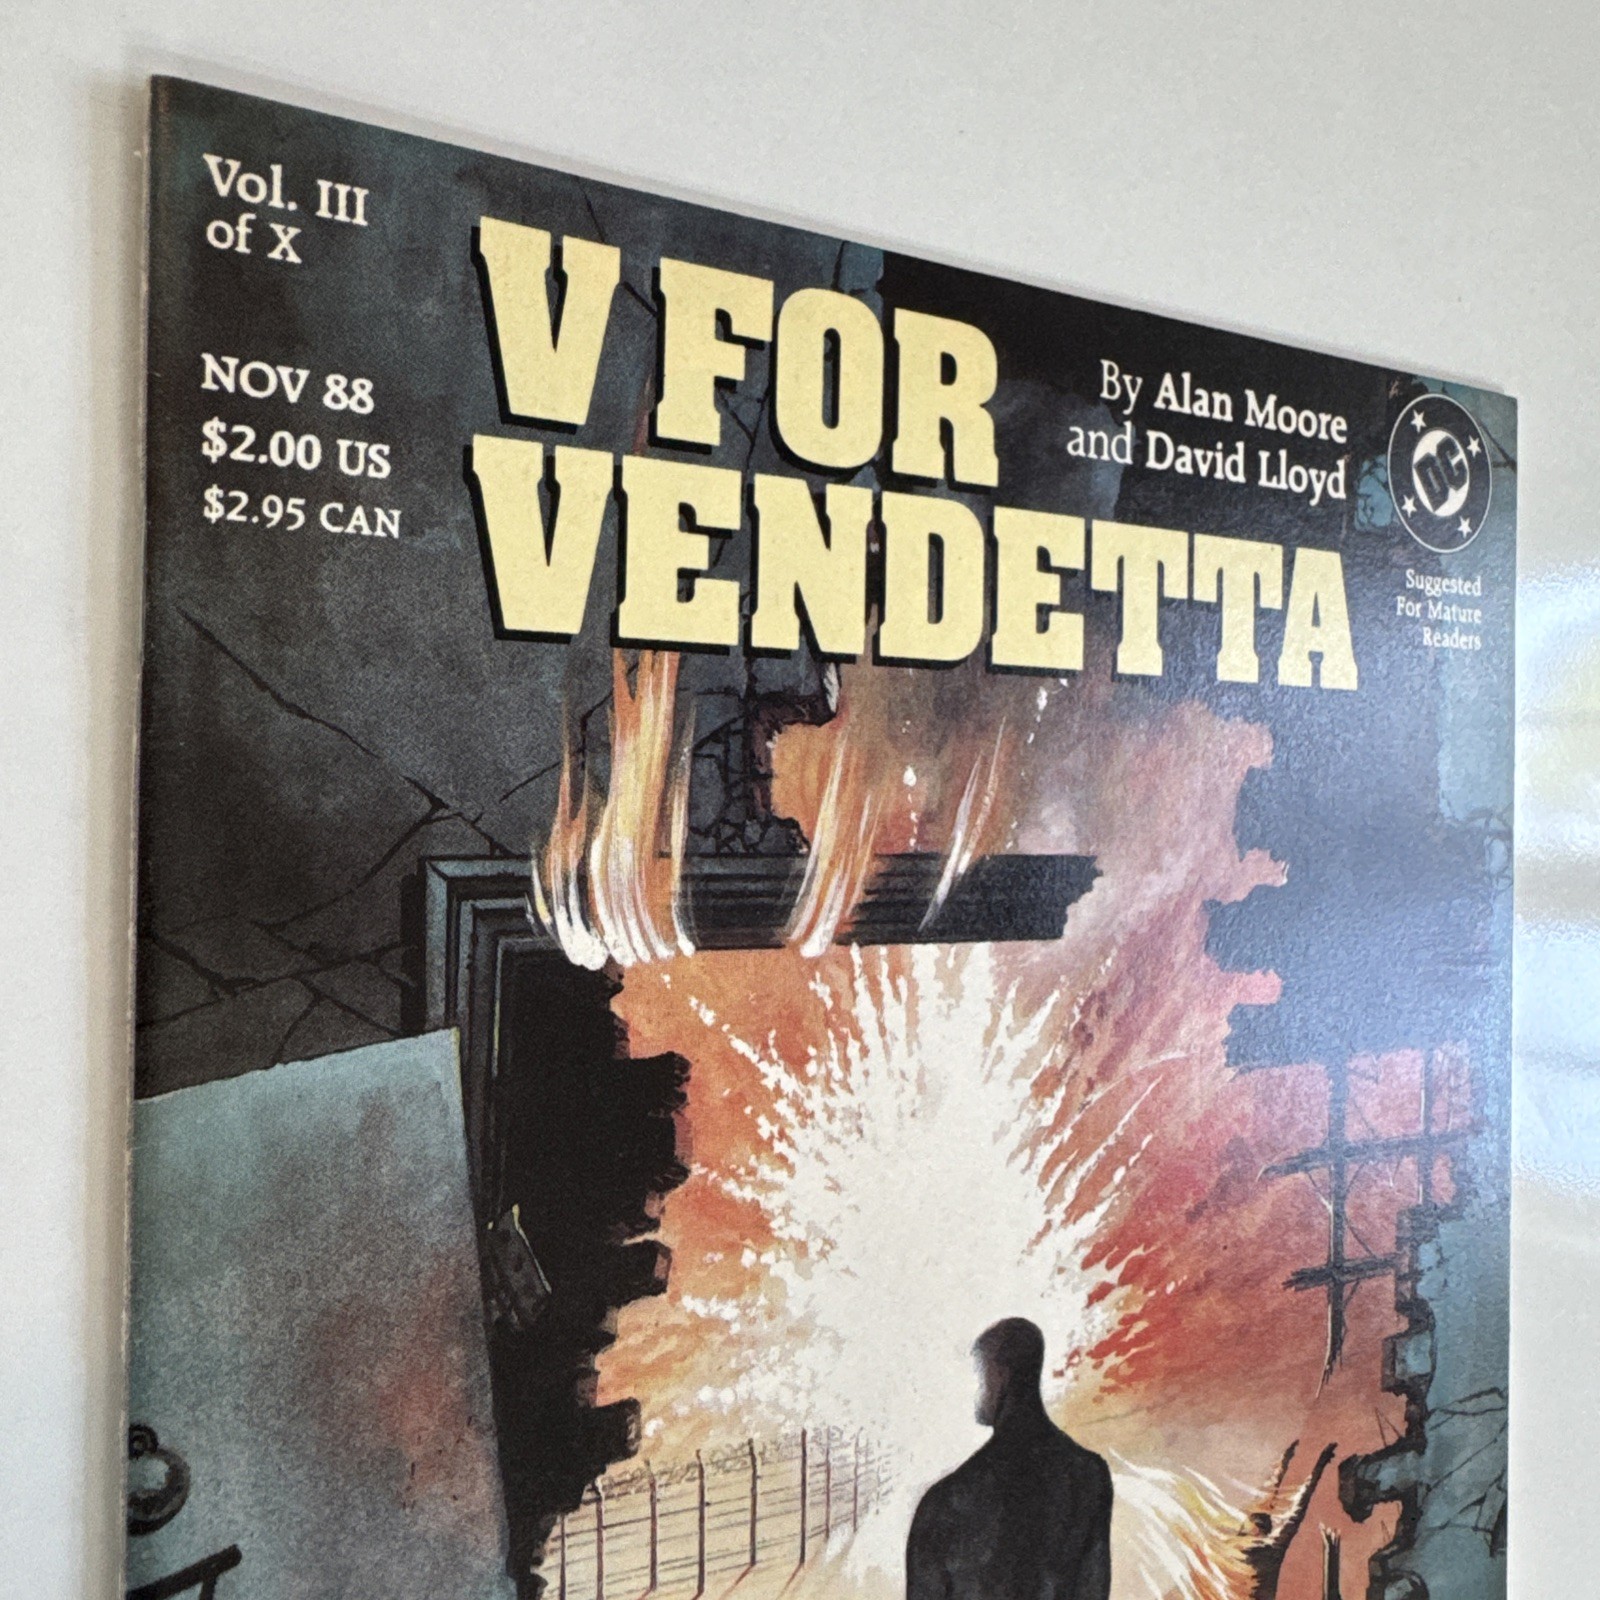 Vol. III
of X
NOV 88
$2.00 US
$2.95 CAN
V FOR
VENDETTA
By Alan Moore
and David Lloyd
DC
Suggested
For Mature
Readers